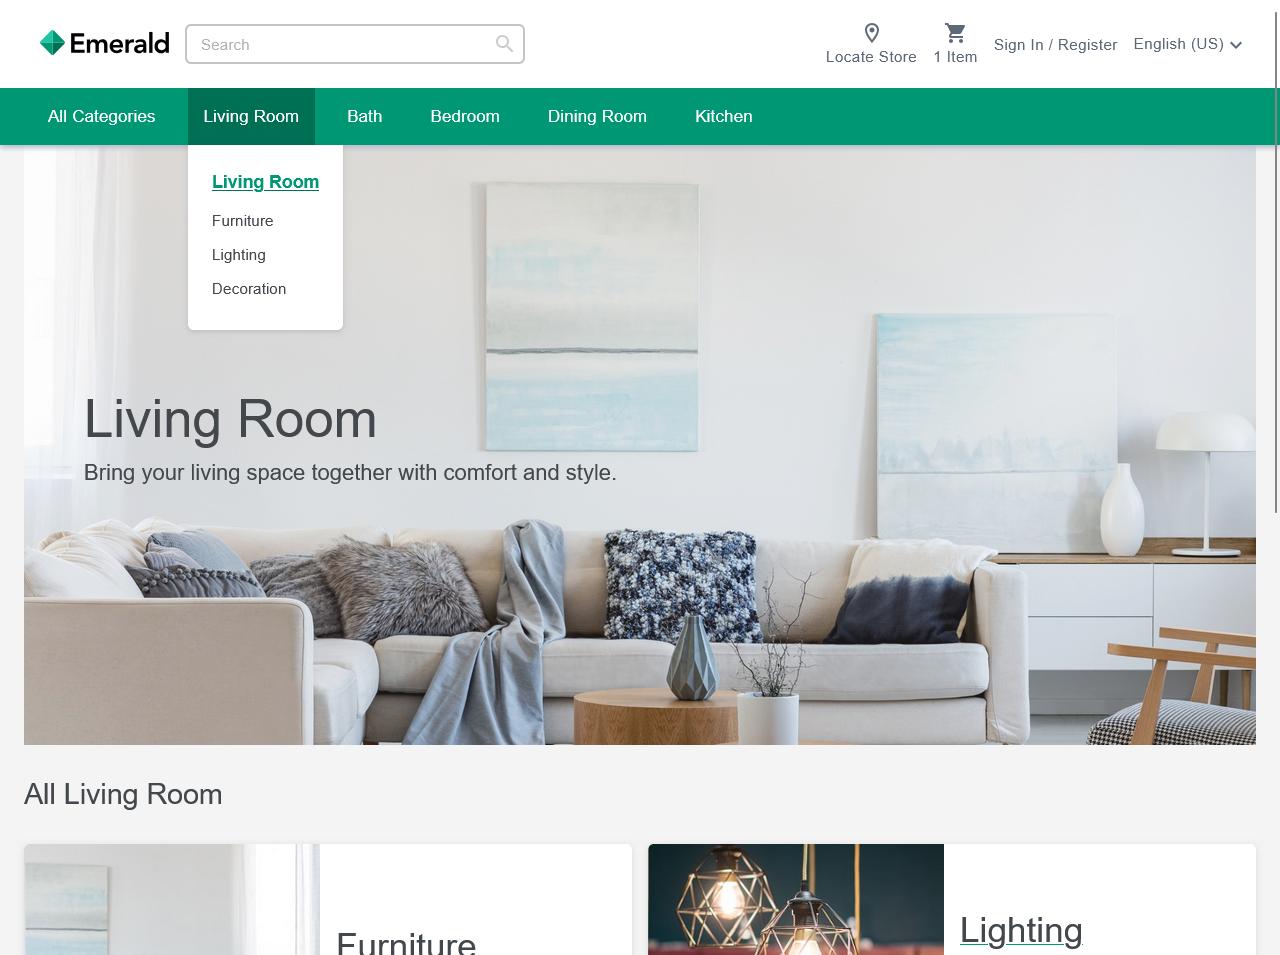 Emerald
Search
Locate Store
1 Item
Sign In / Register
English (US)
All Categories
Living Room
Bath
Bedroom
Dining Room
Kitchen
Living Room
Furniture
Lighting
Decoration
Living Room
Bring your living space together with comfort and style.
All Living Room
Furniture
Lighting